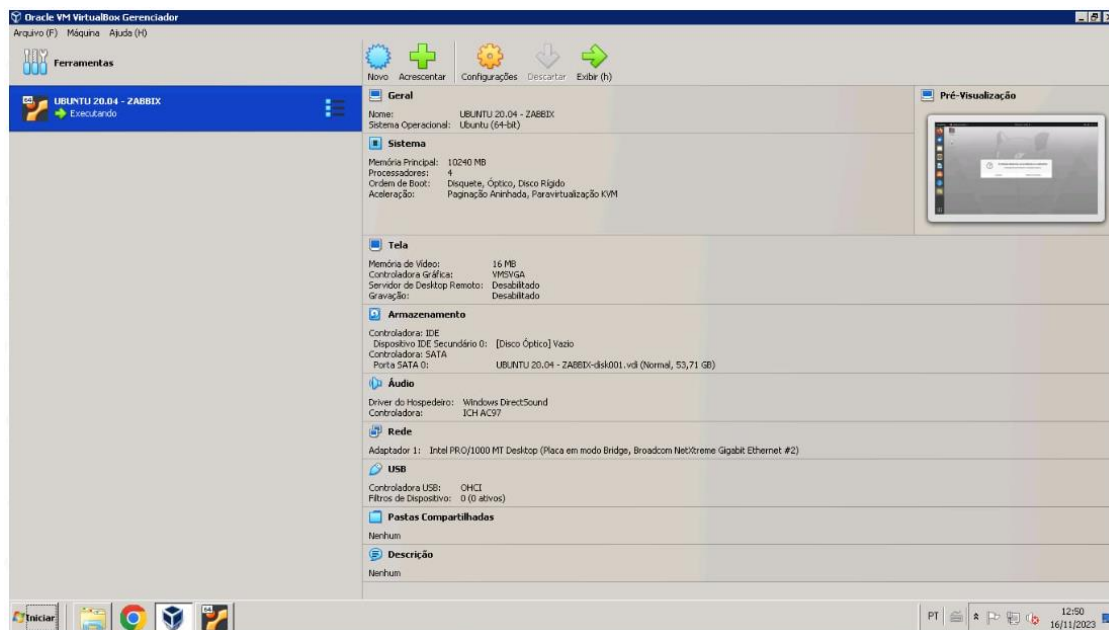 Oracle VM VirtualBox Gerenciador
Arquivo (F) Máquina Ajuda (H)
Ferramentas
Novo Acrescentar Configurações Descartar Exibir (h)
64
UBUNTU 20.04 - ZABBIX
Executando
Geral
Nome: UBUNTU 20.04 - ZABBIX
Sistema Operacional: Ubuntu (64-bit)
Pré-Visualização
Sistema
Memória Principal: 10240 MB
Processadores: 4
Ordem de Boot: Disquete, Óptico, Disco Rígido
Aceleração: Paginação Aninhada, Paravirtualização KVM
Tela
Memória de Vídeo: 16 MB
Controladora Gráfica: VMSVGA
Servidor de Desktop Remoto: Desabilitado
Gravação: Desabilitado
Armazenamento
Controladora: IDE
Dispositivo IDE Secundário 0: [Disco Óptico] Vazio
Controladora: SATA
Porta SATA 0: UBUNTU 20.04 - ZABBIX-disk001.vdi (Normal, 53,71 GB)
Áudio
Driver do Hospedeiro: Windows DirectSound
Controladora: ICH AC97
Rede
Adaptador 1: Intel PRO/1000 MT Desktop (Placa em modo Bridge, Broadcom NetXtreme Gigabit Ethernet #2)
USB
Controladora USB: OHCI
Filtros de Dispositivo: 0 (0 ativos)
Pastas Compartilhadas
Nenhum
Descrição
Nenhum
Iniciar
64
PT
12:50
16/11/2023